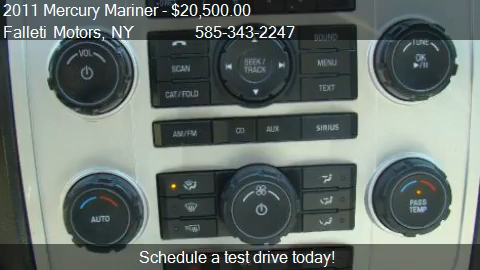 2011 Mercury Mariner - $20,500.00
Falleti Motors, NY 585-343-2247
VOL
SOUND
TUNE
SCAN
SEEK/
TRACK
MENU
OK
CAT/FOLD
TEXT
AM/FM CD AUX SIRIUS
AUTO
PASS
TEMP
Schedule a test drive today!